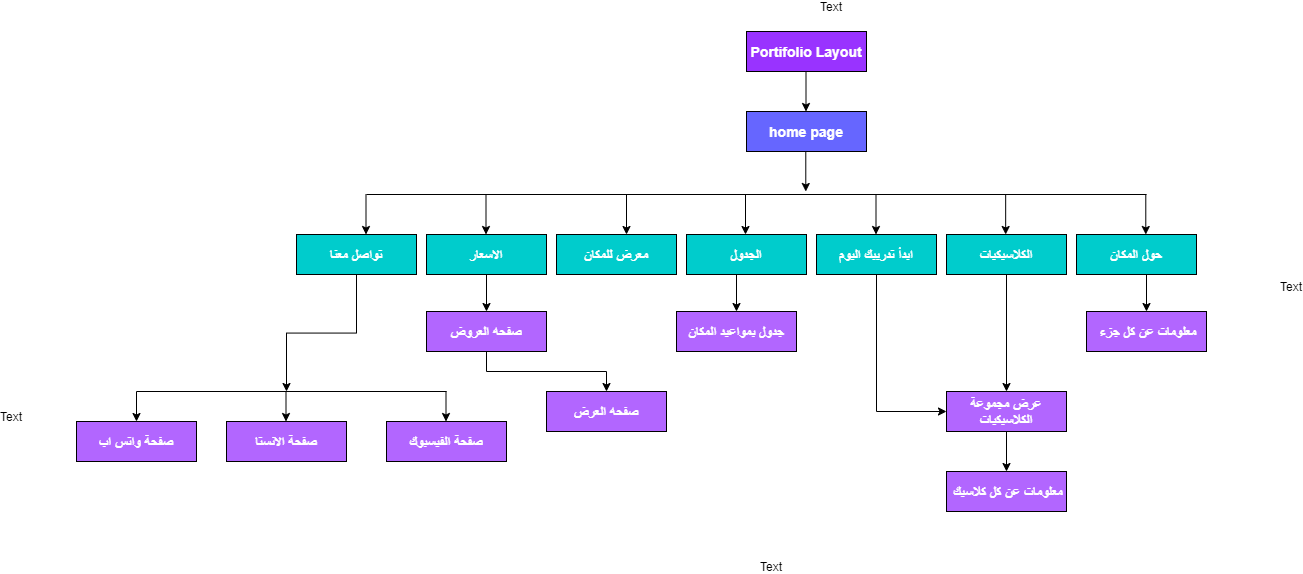 Text
Portifolio Layout
home page
حول المكان
الكلاسيكيات
ابدأ تدريبك اليوم
الجدول
معرض للمكان
الاسعار
تواصل معنا
Text
معلومات عن كل جزء
جدول بمواعيد المكان
صفحه العروض
عرض مجموعة
الكلاسيكيات
صفحه العرض
Text
صفحة الفيسبوك
صفحة الانستا
صفحة واتس اب
معلومات عن كل كلاسيك
Text